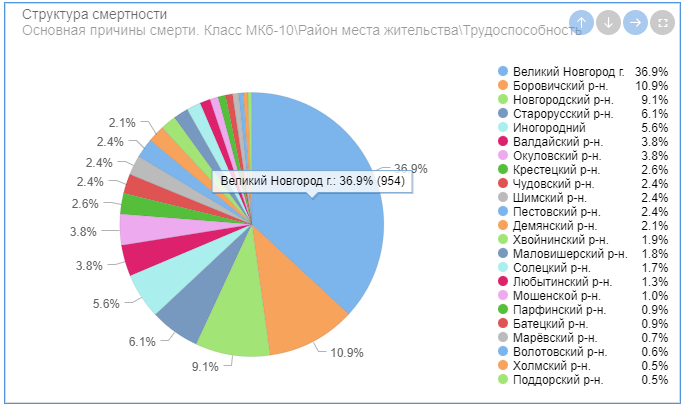 Структура смертности
Основная причины смерти. Класс МКб-10\Район места жительства\Трудоспособность
Великий Новгород г. 36.9%
Боровичский р-н. 10.9%
Новгородский р-н. 9.1%
Старорусский р-н. 6.1%
Иногородний 5.6%
Валдайский р-н. 3.8%
Окуловский р-н. 3.8%
Крестецкий р-н. 2.6%
Чудовский р-н. 2.4%
Шимский р-н. 2.4%
Пестовский р-н. 2.4%
Демянский р-н. 2.1%
Хвойнинский р-н. 1.9%
Маловишерский р-н. 1.8%
Солецкий р-н. 1.7%
Любытинский р-н. 1.3%
Мошенской р-н. 1.0%
Парфинский р-н. 0.9%
Батецкий р-н. 0.9%
Марёвский р-н. 0.7%
Волотовский р-н. 0.6%
Холмский р-н. 0.5%
Поддорский р-н. 0.5%
36.9%
Великий Новгород г.: 36.9% (954)
10.9%
9.1%
6.1%
5.6%
3.8%
3.8%
2.6%
2.4%
2.4%
2.4%
2.1%